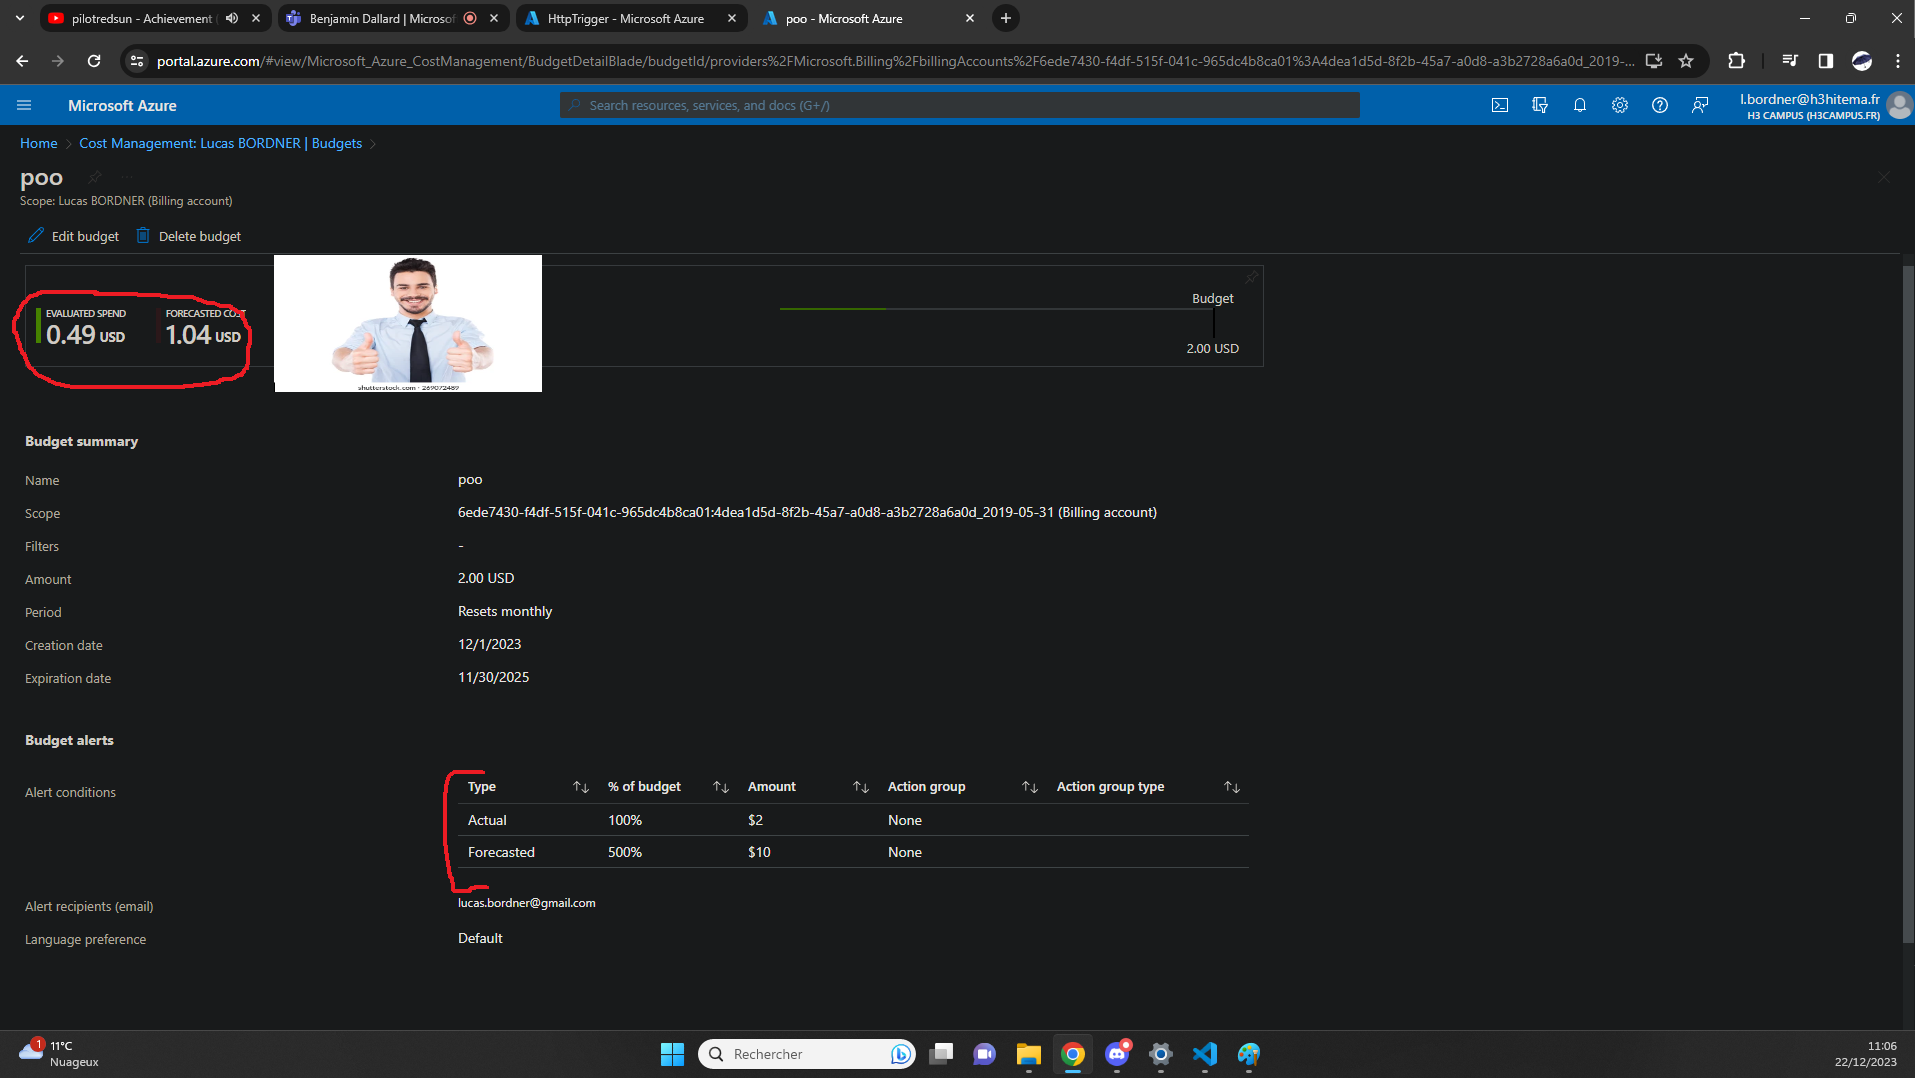 pilotredsun - Achievement
Benjamin Dallard | Microsof
HttpTrigger - Microsoft Azure
poo - Microsoft Azure
portal.azure.com/#view/Microsoft_Azure_CostManagement/BudgetDetailBlade/budgetId/providers%2FMicrosoft.Billing%2FbillingAccounts%2F6ede7430-f4df-515f-041c-965dc4b8ca01%3A4dea1d5d-8f2b-45a7-a0d8-a3b2728a6a0d_2019-...
Microsoft Azure
Search resources, services, and docs (G+/)
l.bordner@h3hitema.fr
H3 CAMPUS (H3CAMPUS.FR)
Home > Cost Management: Lucas BORDNER | Budgets >
poo
...
Scope: Lucas BORDNER (Billing account)
Edit budget
Delete budget
EVALUATED SPEND
0.49 USD
FORECASTED COST
1.04 USD
shutterstock.com · 269072489
Budget
2.00 USD
Budget summary
Name
poo
Scope
6ede7430-f4df-515f-041c-965dc4b8ca01:4dea1d5d-8f2b-45a7-a0d8-a3b2728a6a0d_2019-05-31 (Billing account)
Filters
-
Amount
2.00 USD
Period
Resets monthly
Creation date
12/1/2023
Expiration date
11/30/2025
Budget alerts
Alert conditions
Type % of budget Amount Action group Action group type
Actual 100% $2 None
Forecasted 500% $10 None
Alert recipients (email)
lucas.bordner@gmail.com
Language preference
Default
1
11°C
Nuageux
Rechercher
11:06
22/12/2023